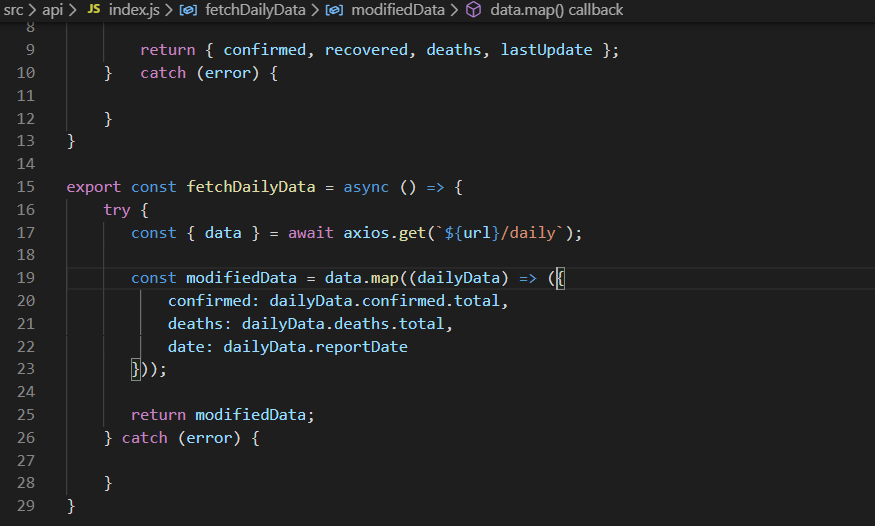 src > api > JS index.js > fetchDailyData > modifiedData > data.map() callback
8
9 return { confirmed, recovered, deaths, lastUpdate };
10 } catch (error) {
11
12 }
13 }
14
15 export const fetchDailyData = async () => {
16 try {
17 const { data } = await axios.get(`${url}/daily`);
18
19 const modifiedData = data.map((dailyData) => ({
20 confirmed: dailyData.confirmed.total,
21 deaths: dailyData.deaths.total,
22 date: dailyData.reportDate
23 }));
24
25 return modifiedData;
26 } catch (error) {
27
28 }
29 }